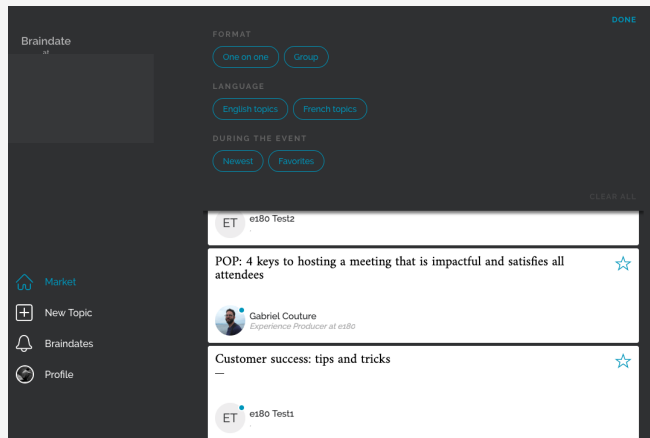 DONE
Braindate
at
FORMAT
One on one
Group
LANGUAGE
English topics
French topics
DURING THE EVENT
Newest
Favorites
CLEAR ALL
ET
e180 Test2
POP: 4 keys to hosting a meeting that is impactful and satisfies all
attendees
Gabriel Couture
Experience Producer at e180
Customer success: tips and tricks
—
ET
e180 Test1
Market
New Topic
Braindates
Profile